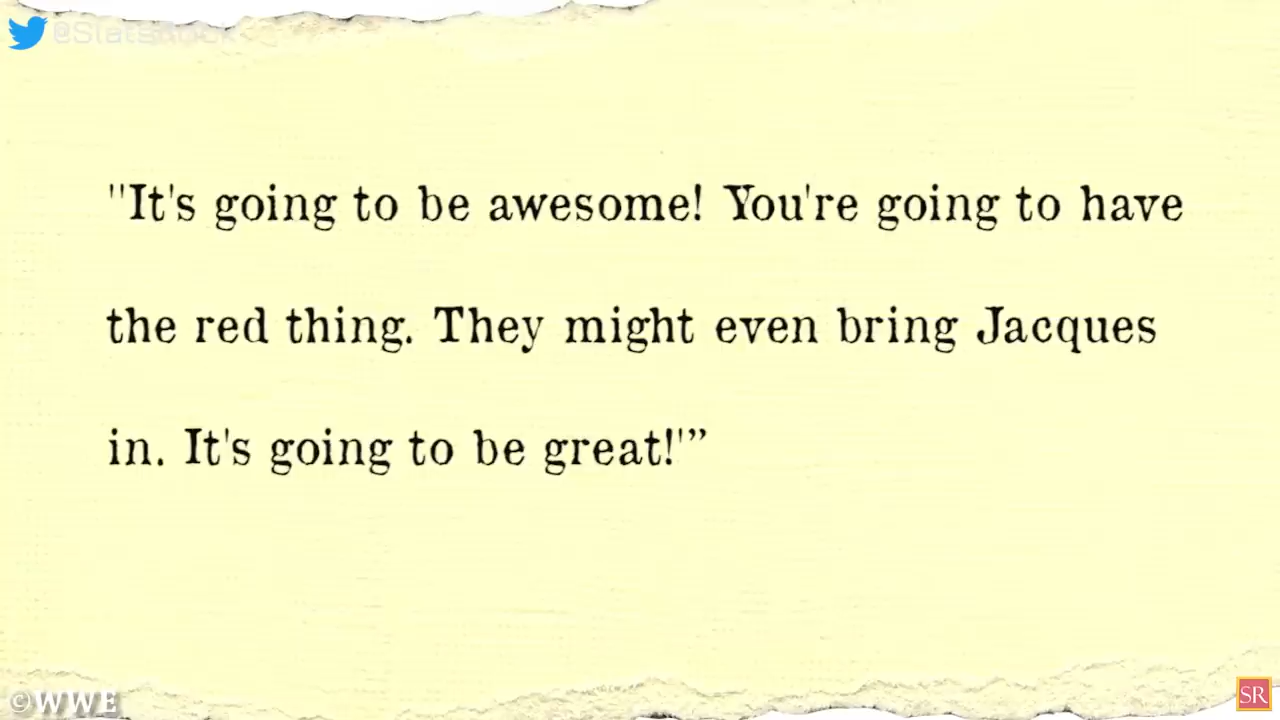 "It's going to be awesome! You're going to have
the red thing. They might even bring Jacques
in. It's going to be great!'”
©WWE
SR